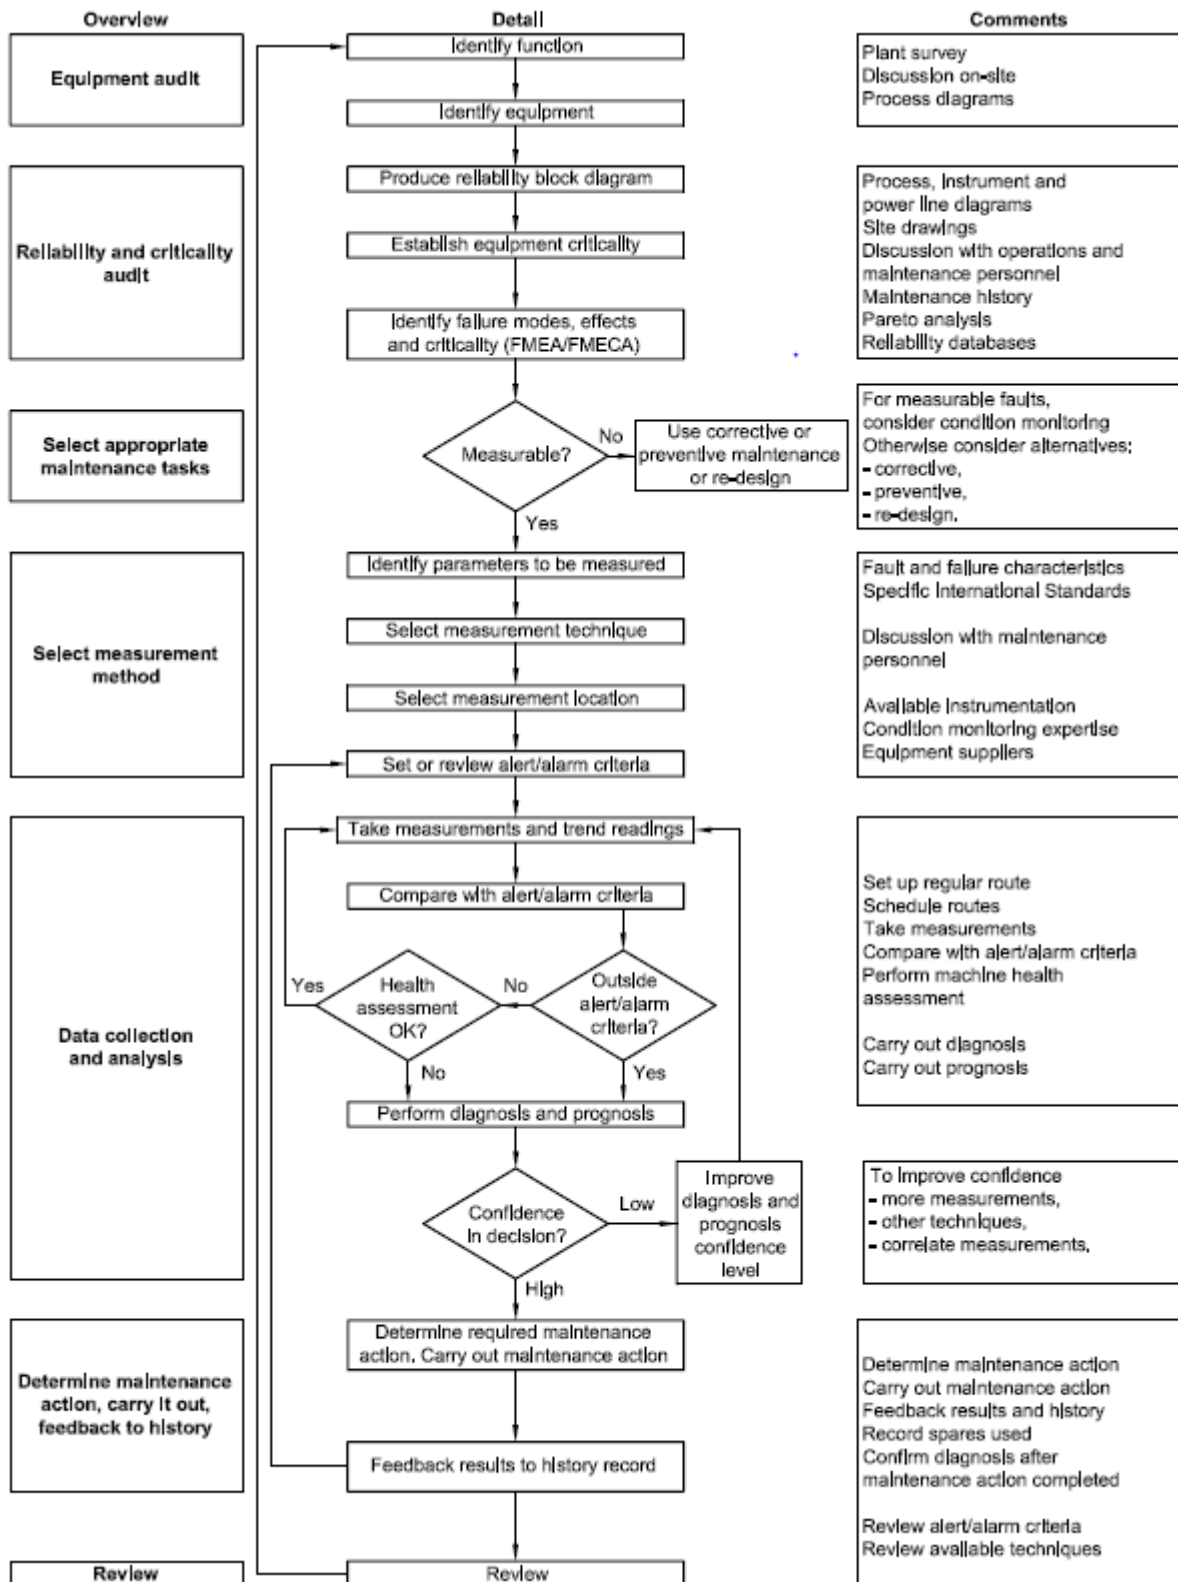 Overview
Detail
Comments
Equipment audit
Identify function
Identify equipment
Plant survey
Discussion on-site
Process diagrams
Reliability and criticality
audit
Produce reliability block diagram
Establish equipment criticality
Identify failure modes, effects
and criticality (FMEA/FMECA)
Process, instrument and
power line diagrams
Site drawings
Discussion with operations and
maintenance personnel
Maintenance history
Pareto analysis
Reliability databases
Select appropriate
maintenance tasks
Measurable?
No
Use corrective or
preventive maintenance
or re-design
Yes
For measurable faults,
consider condition monitoring
Otherwise consider alternatives:
- corrective,
- preventive,
- re-design.
Select measurement
method
Identify parameters to be measured
Select measurement technique
Select measurement location
Set or review alert/alarm criteria
Fault and failure characteristics
Specific International Standards
Discussion with maintenance
personnel
Available instrumentation
Condition monitoring expertise
Equipment suppliers
Data collection
and analysis
Take measurements and trend readings
Compare with alert/alarm criteria
Yes
Health
assessment
OK?
No
Outside
alert/alarm
criteria?
No
Yes
Perform diagnosis and prognosis
Confidence
in decision?
Low
Improve
diagnosis and
prognosis
confidence
level
High
Set up regular route
Schedule routes
Take measurements
Compare with alert/alarm criteria
Perform machine health
assessment
Carry out diagnosis
Carry out prognosis
To improve confidence
- more measurements,
- other techniques,
- correlate measurements.
Determine maintenance
action, carry it out,
feedback to history
Determine required maintenance
action. Carry out maintenance action
Feedback results to history record
Determine maintenance action
Carry out maintenance action
Feedback results and history
Record spares used
Confirm diagnosis after
maintenance action completed
Review alert/alarm criteria
Review available techniques
Review
Review